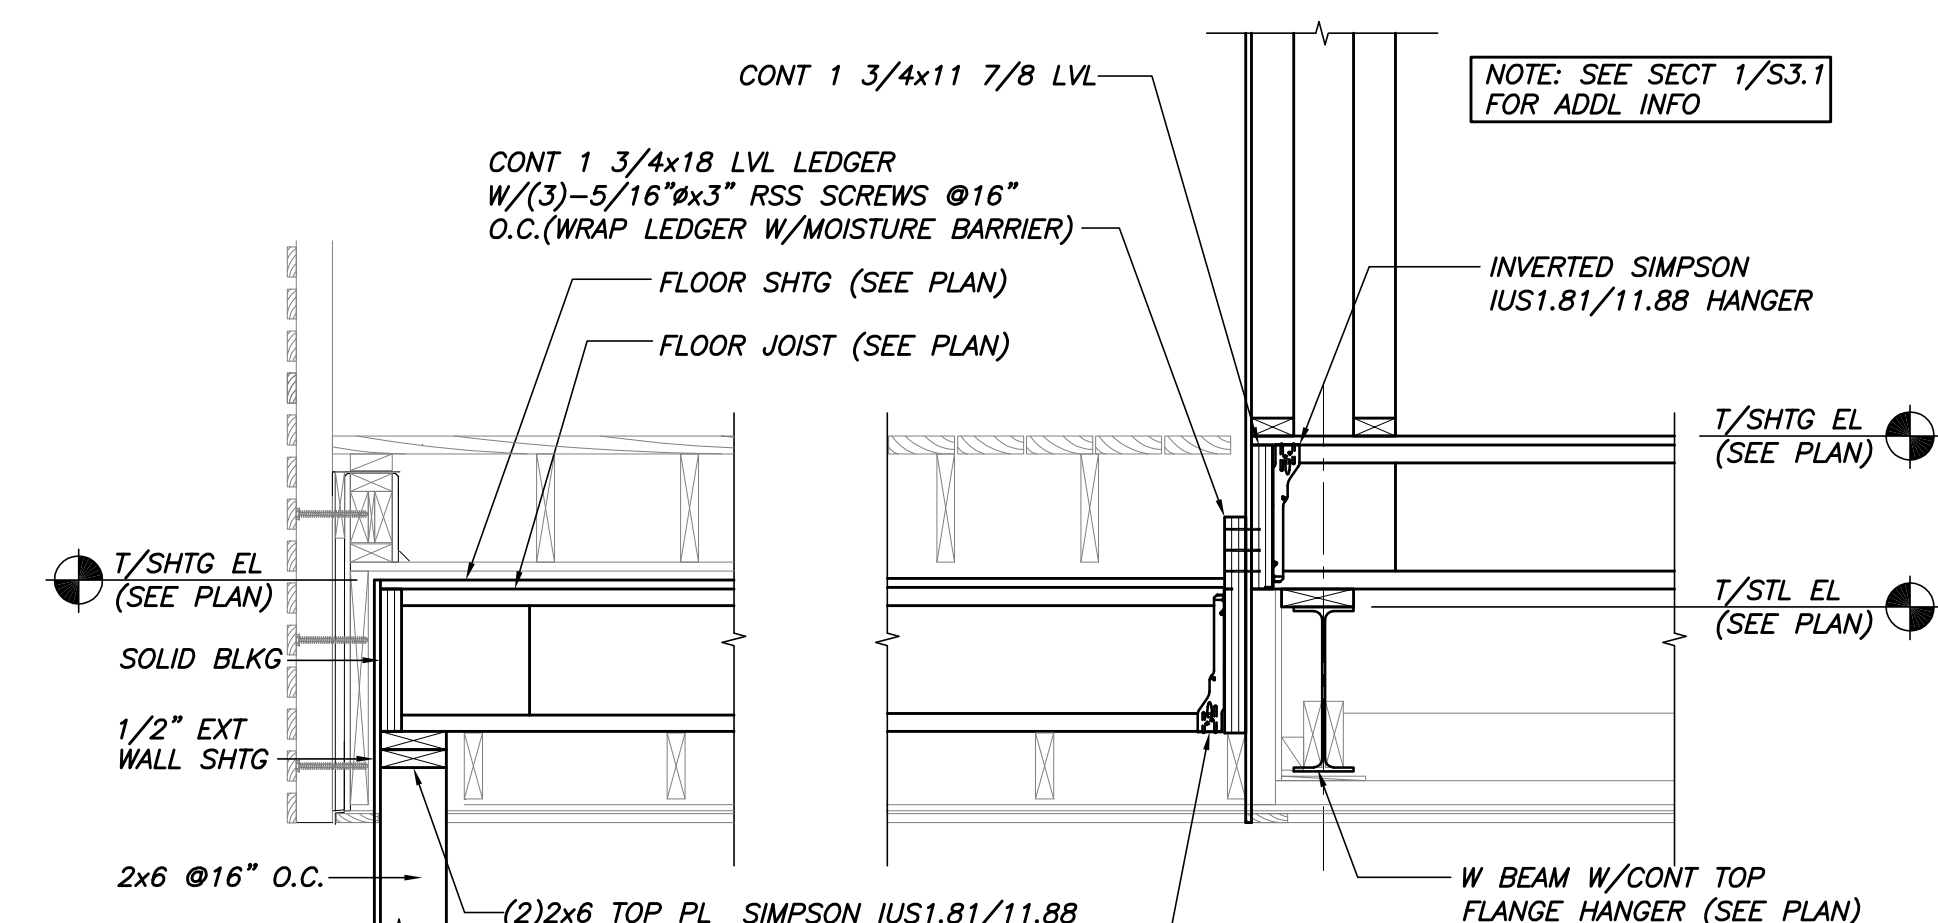 CONT 1 3/4x11 7/8 LVL
NOTE: SEE SECT 1/S3.1
FOR ADDL INFO
CONT 1 3/4x18 LVL LEDGER
W/(3)-5/16"øx3" RSS SCREWS @16"
O.C.(WRAP LEDGER W/MOISTURE BARRIER)
FLOOR SHTG (SEE PLAN)
FLOOR JOIST (SEE PLAN)
INVERTED SIMPSON
IUS1.81/11.88 HANGER
T/SHTG EL
(SEE PLAN)
T/SHTG EL
(SEE PLAN)
T/STL EL
(SEE PLAN)
SOLID BLKG
1/2" EXT
WALL SHTG
2x6 @16" O.C.
(2)2x6 TOP PL
SIMPSON IUS1.81/11.88
W BEAM W/CONT TOP
FLANGE HANGER (SEE PLAN)